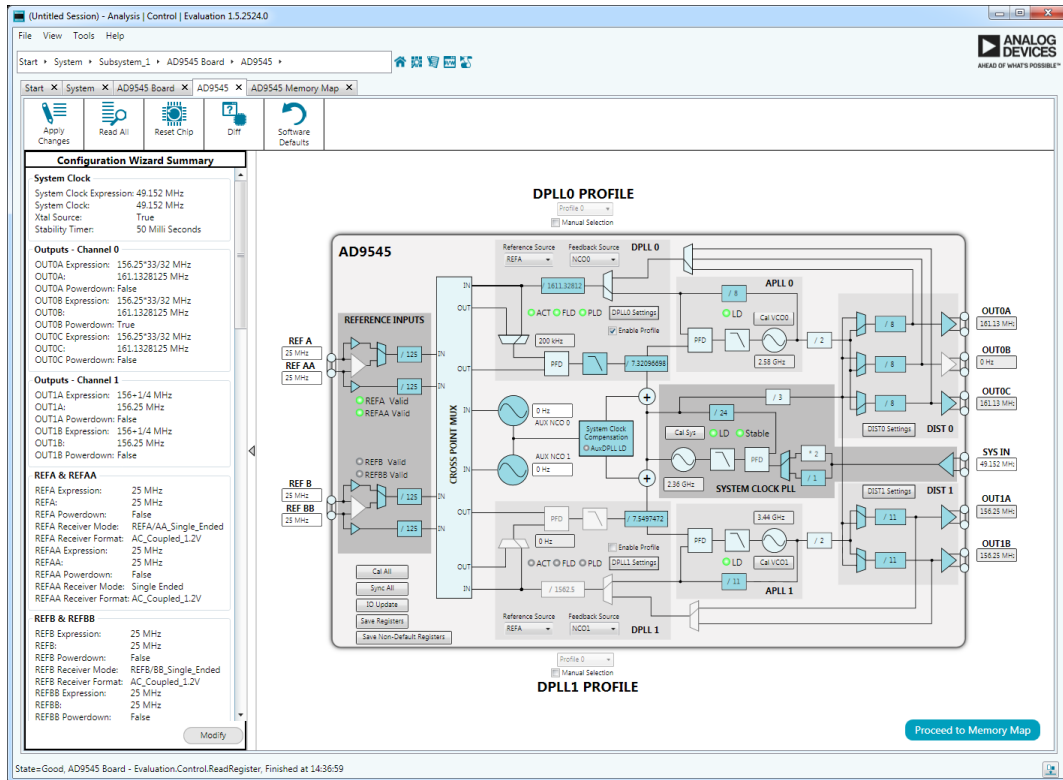 (Untitled Session) - Analysis | Control | Evaluation 1.5.2524.0
File View Tools Help
ANALOG
DEVICES
AHEAD OF WHAT'S POSSIBLE™
Start System Subsystem_1 AD9545 Board AD9545
Start System AD9545 Board AD9545 AD9545 Memory Map
Apply
Changes
Read All
Reset Chip
Diff
Software
Defaults
Configuration Wizard Summary
System Clock
System Clock Expression: 49.152 MHz
System Clock: 49.152 MHz
Xtal Source: True
Stability Timer: 50 Milli Seconds
Outputs - Channel 0
OUT0A Expression: 156.25*33/32 MHz
OUT0A: 161.1328125 MHz
OUT0A Powerdown: False
OUT0B Expression: 156.25*33/32 MHz
OUT0B: 161.1328125 MHz
OUT0B Powerdown: True
OUT0C Expression: 156.25*33/32 MHz
OUT0C: 161.1328125 MHz
OUT0C Powerdown: False
Outputs - Channel 1
OUT1A Expression: 156+1/4 MHz
OUT1A: 156.25 MHz
OUT1A Powerdown: False
OUT1B Expression: 156+1/4 MHz
OUT1B: 156.25 MHz
OUT1B Powerdown: False
REFA & REFAA
REFA Expression: 25 MHz
REFA: 25 MHz
REFA Powerdown: False
REFA Receiver Mode: REFA/AA_Single_Ended
REFA Receiver Format: AC_Coupled_1.2V
REFAA Expression: 25 MHz
REFAA: 25 MHz
REFAA Powerdown: False
REFAA Receiver Mode: Single Ended
REFAA Receiver Format: AC_Coupled_1.2V
REFB & REFBB
REFB Expression: 25 MHz
REFB: 25 MHz
REFB Powerdown: False
REFB Receiver Mode: REFB/BB_Single_Ended
REFB Receiver Format: AC_Coupled_1.2V
REFBB Expression: 25 MHz
REFBB: 25 MHz
REFBB Powerdown: False
Modify
DPLL0 PROFILE
Profile 0
Manual Selection
AD9545
Reference Source
REFA
Feedback Source
NCO0
DPLL 0
IN
/ 1611.32812
OUT
ACT FLD PLD
DPLL0 Settings
Enable Profile
200 kHz
PFD
/ 7.32096698
OUT
APLL 0
/ 8
LD
Cal VCO0
PFD
2.58 GHz
/ 2
/ 8
/ 8
/ 8
DIST0 Settings
DIST 0
OUT0A
161.13 MHz
OUT0B
0 Hz
OUT0C
161.13 MHz
REFERENCE INPUTS
REF A
25 MHz
REF AA
25 MHz
/ 125
IN
/ 125
IN
REFA Valid
REFAA Valid
CROSS POINT MUX
IN
0 Hz
AUX NCO 0
AUX NCO 1
IN
0 Hz
System Clock
Compensation
AuxDPLL LD
+
+
/ 3
/ 24
Cal Sys
LD
Stable
PFD
* 2
/ 1
2.36 GHz
SYSTEM CLOCK PLL
SYS IN
49.152 MHz
REFB Valid
REFBB Valid
REF B
25 MHz
REF BB
25 MHz
/ 125
IN
/ 125
IN
OUT
PFD
/ 7.5497472
0 Hz
Enable Profile
OUT
ACT FLD PLD
DPLL1 Settings
IN
/ 1562.5
Reference Source
REFA
Feedback Source
NCO1
DPLL 1
3.44 GHz
PFD
/ 2
LD
Cal VCO1
/ 11
APLL 1
DIST1 Settings
DIST 1
/ 11
/ 11
OUT1A
156.25 MHz
OUT1B
156.25 MHz
Cal All
Sync All
IO Update
Save Registers
Save Non-Default Registers
Profile 0
Manual Selection
DPLL1 PROFILE
Proceed to Memory Map
State=Good, AD9545 Board - Evaluation.Control.ReadRegister, Finished at 14:36:59